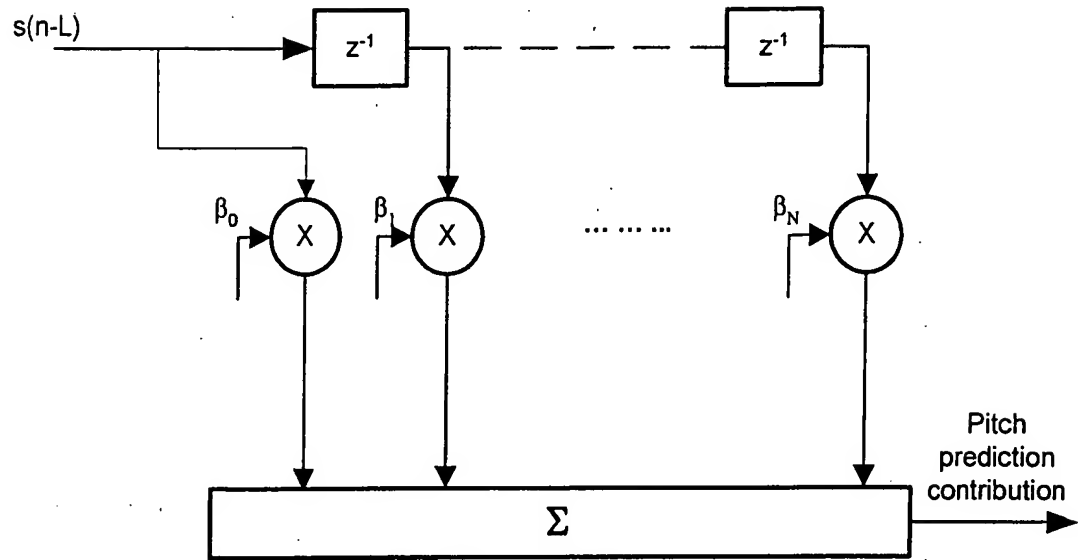 s(n-L)
z⁻¹
z⁻¹
β₀
X
β₁
X
... ... ...
βN
X
Pitch
prediction
contribution
Σ